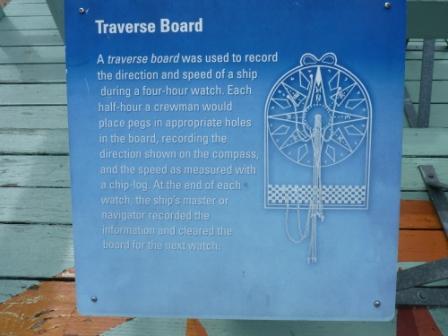 Traverse Board
A traverse board was used to record
the direction and speed of a ship
during a four-hour watch. Each
half-hour a crewman would
place pegs in appropriate holes
in the board, recording the
direction shown on the compass,
and the speed as measured with
a chip-log. At the end of each
watch, the ship's master or
navigator recorded the
information and cleared the
board for the next watch.